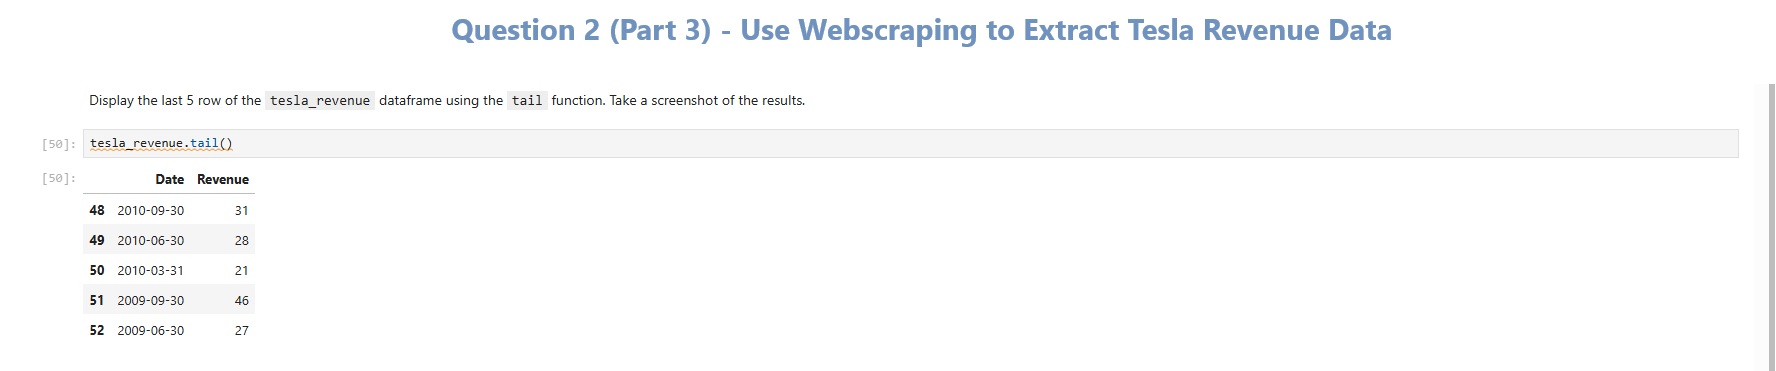 Question 2 (Part 3) - Use Webscraping to Extract Tesla Revenue Data
Display the last 5 row of the tesla_revenue dataframe using the tail function. Take a screenshot of the results.
[50]: tesla_revenue.tail()
[50]: Date Revenue
48 2010-09-30 31
49 2010-06-30 28
50 2010-03-31 21
51 2009-09-30 46
52 2009-06-30 27